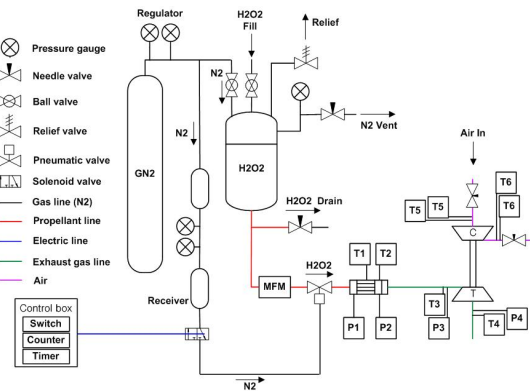 Regulator
H2O2
Fill
Relief
Pressure gauge
Needle valve
Ball valve
Relief valve
Pneumatic valve
Solenoid valve
Gas line (N2)
Propellant line
Electric line
Exhaust gas line
Air
N2
N2
GN2
H2O2
N2 Vent
Air In
H2O2 Drain
T5
T5
T6
T6
C
H2O2
T1
T2
MFM
Receiver
T3
T
P1
P2
P3
T4
P4
Control box
Switch
Counter
Timer
N2